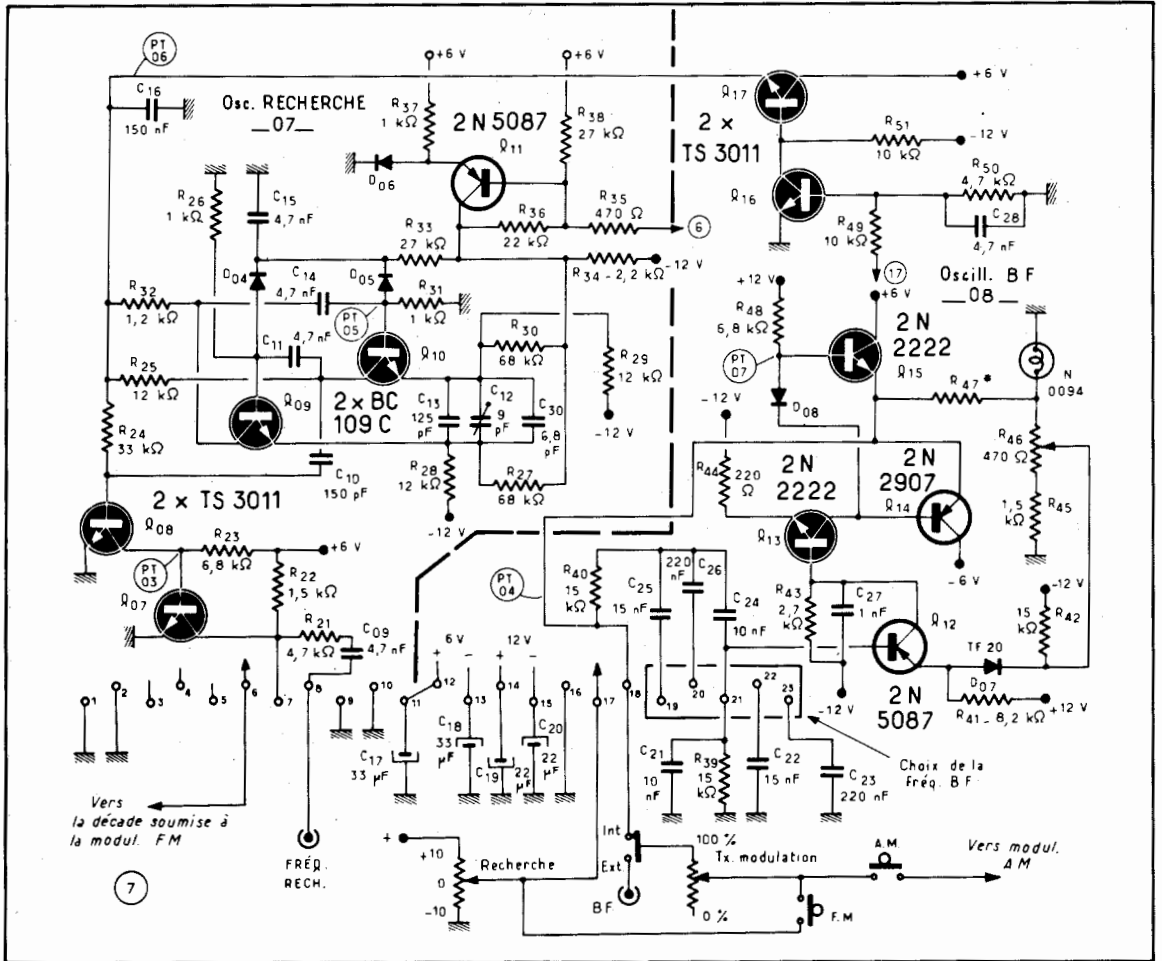 PT
06
+6 V
+6 V
C16
150 nF
Osc. RECHERCHE
_07_
R37
1 kΩ
2 N 5087
Q11
R38
27 kΩ
Q17
2 ×
TS 3011
+6 V
R51
10 kΩ
-12 V
R50
4,7 kΩ
C28
4,7 nF
Q16
R26
1 kΩ
C15
4,7 nF
D06
R33
27 kΩ
R36
22 kΩ
R35
470 Ω
6
R34 - 2,2 kΩ
-12 V
R49
10 kΩ
17
Oscill. BF
_08_
D04
C14
4,7 nF
D05
R31
1 kΩ
R32
1,2 kΩ
PT
05
C11
4,7 nF
Q10
R30
68 kΩ
R29
12 kΩ
-12 V
+12 V
R48
6,8 kΩ
PT
07
+6 V
2 N
2222
Q15
R47*
N
0094
D08
R25
12 kΩ
Q09
2 x BC
109 C
C13
125
pF
C12
9
pF
C30
6,8
pF
R24
33 kΩ
C10
150 pF
R28
12 kΩ
-12 V
R27
68 kΩ
-12 V
R44
220
Ω
2 N
2222
Q13
2 N
2907
Q14
-6 V
R46
470 Ω
1,5
kΩ
R45
2 x TS 3011
Q08
R23
6,8 kΩ
+6 V
PT
03
Q07
R22
1,5 kΩ
R21
4,7 kΩ
C09
4,7 nF
PT
04
R40
15
kΩ
C25
15 nF
220
nF
C26
C24
10 nF
R43
2,7
kΩ
C27
1 nF
Q12
-12 V
15
kΩ
R42
TF 20
D07
2 N
5087
-12 V
R41 - 8,2 kΩ
+12 V
6 V
12 V
+
-
+
-
1
2
3
4
5
6
7
8
9
10
11
12
13
14
15
16
17
18
19
20
21
22
23
C17
33 µF
C18
33
µF
C19
22
µF
C20
22
µF
C21
10
nF
R39
15
kΩ
C22
15 nF
C23
220 nF
Choix de la
fréq. BF
Vers
la décade soumise à
la modul. FM
FRÉQ.
RECH.
7
+
+10
0
-10
Recherche
Int
Ext.
BF
100 %
Tx. modulation
0 %
A.M.
Vers modul.
AM
F.M